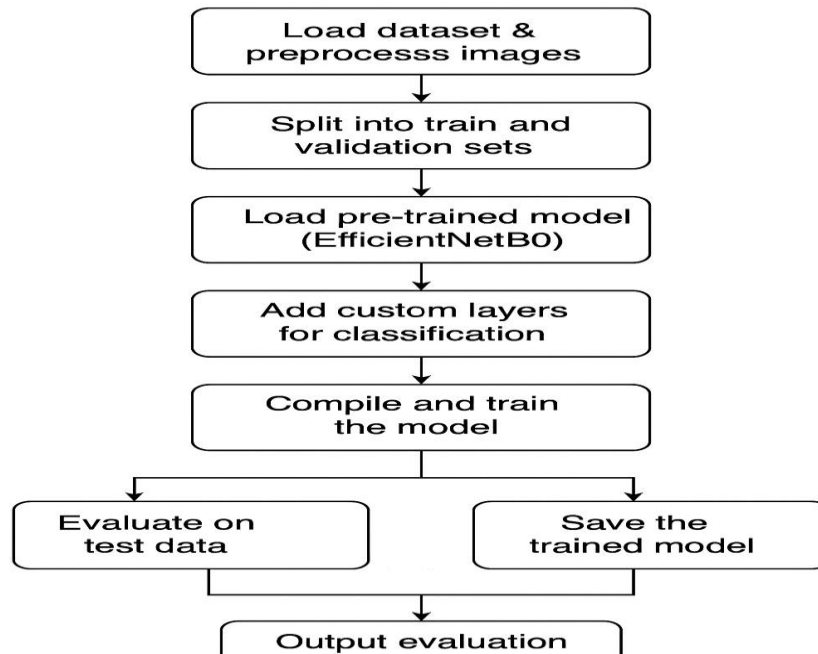 Load dataset &
preprocesss images
Split into train and
validation sets
Load pre-trained model
(EfficientNetB0)
Add custom layers
for classification
Compile and train
the model
Evaluate on
test data
Save the
trained model
Output evaluation